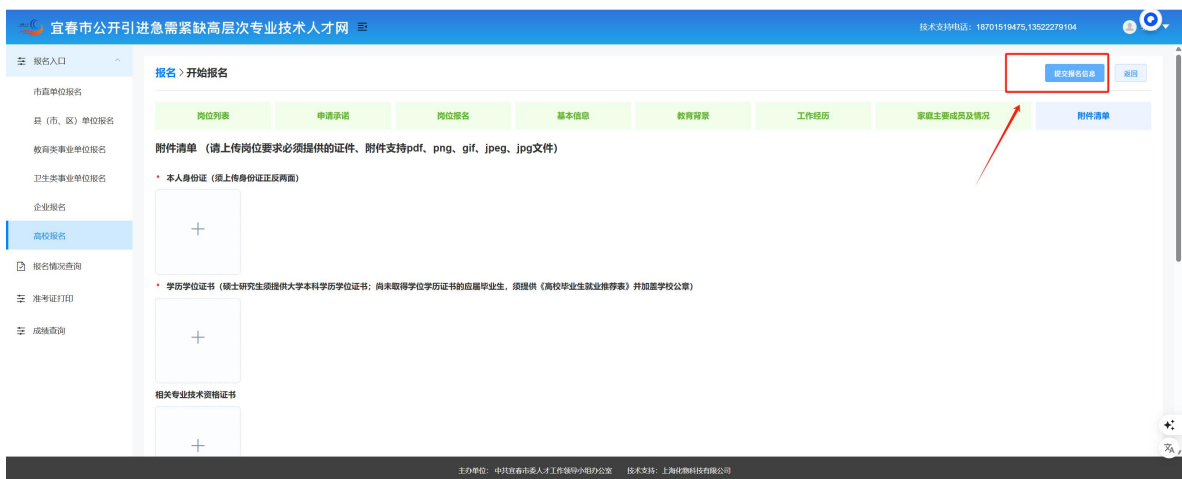 宜春市公开引进急需紧缺高层次专业技术人才网
技术支持电话：18701519475,13522279104
报名入口
市直单位报名
县（市、区）单位报名
教育类事业单位报名
卫生类事业单位报名
企业报名
高校报名
报名情况查询
准考证打印
成绩查询
报名 > 开始报名
提交报名信息 返回
岗位列表 申请承诺 岗位报名 基本信息 教育背景 工作经历 家庭主要成员及情况 附件清单
附件清单 （请上传岗位要求必须提供的证件、附件支持pdf、png、gif、jpeg、jpg文件）
* 本人身份证（须上传身份证正反两面）
* 学历学位证书（硕士研究生须提供大学本科学历学位证书；尚未取得学位学历证书的应届毕业生，须提供《高校毕业生就业推荐表》并加盖学校公章）
相关专业技术资格证书
主办单位： 中共宜春市委人才工作领导小组办公室 技术支持：上海化物科技有限公司